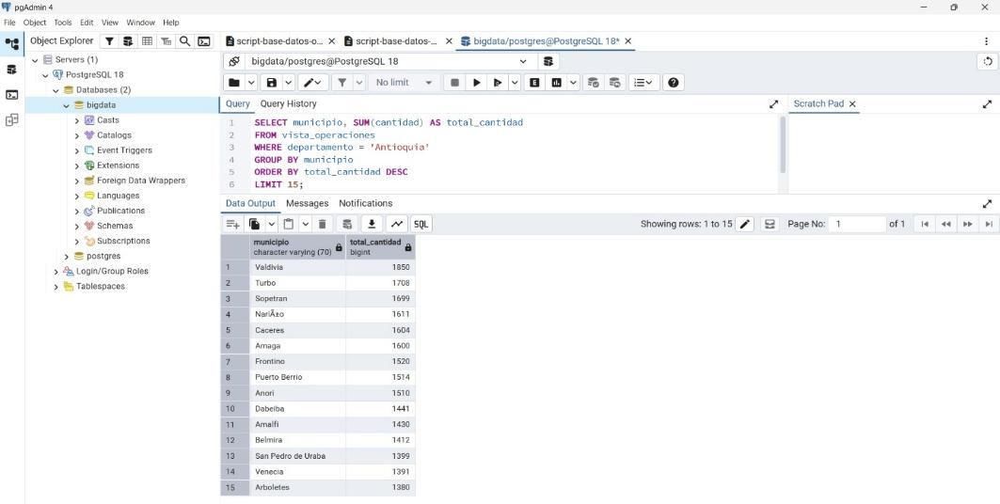 pgAdmin 4
File Object Tools Edit View Window Help
Object Explorer
script-base-datos-o... script-base-datos-... bigdata/postgres@PostgreSQL 18*
Servers (1)
PostgreSQL 18
Databases (2)
bigdata
Casts
Catalogs
Event Triggers
Extensions
Foreign Data Wrappers
Languages
Publications
Schemas
Subscriptions
postgres
Login/Group Roles
Tablespaces
bigdata/postgres@PostgreSQL 18
No limit E
Query Query History
Scratch Pad
1 SELECT municipio, SUM(cantidad) AS total_cantidad
2 FROM vista_operaciones
3 WHERE departamento = 'Antioquia'
4 GROUP BY municipio
5 ORDER BY total_cantidad DESC
6 LIMIT 15;
Data Output Messages Notifications
SQL Showing rows: 1 to 15 Page No: 1 of 1
municipio total_cantidad
character varying (70) bigint
1 Valdivia 1850
2 Turbo 1708
3 Sopetran 1699
4 NariÃ±o 1611
5 Caceres 1604
6 Amaga 1600
7 Frontino 1520
8 Puerto Berrio 1514
9 Anori 1510
10 Dabeiba 1441
11 Amalfi 1430
12 Belmira 1412
13 San Pedro de Uraba 1399
14 Venecia 1391
15 Arboletes 1380